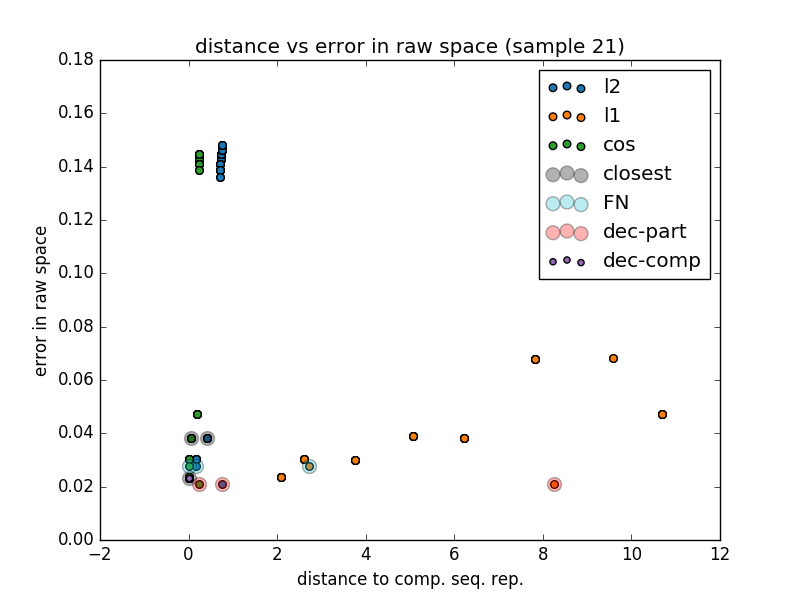 distance vs error in raw space (sample 21)
0.18
0.16
0.14
0.12
0.10
0.08
0.06
0.04
0.02
0.00
error in raw space
l2
l1
cos
closest
FN
dec-part
dec-comp
−2
0
2
4
6
8
10
12
distance to comp. seq. rep.